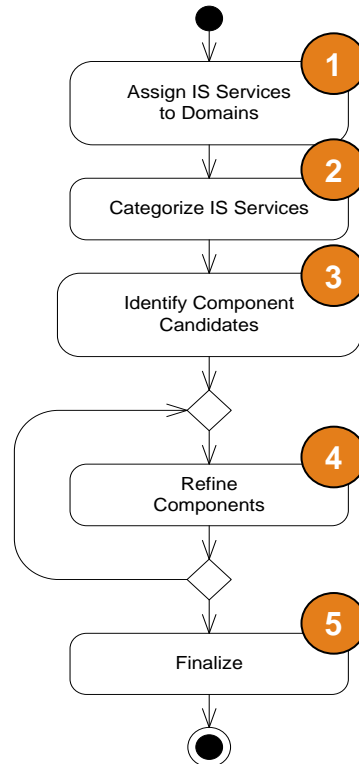 1
Assign IS Services
to Domains
2
Categorize IS Services
3
Identify Component
Candidates
4
Refine
Components
5
Finalize